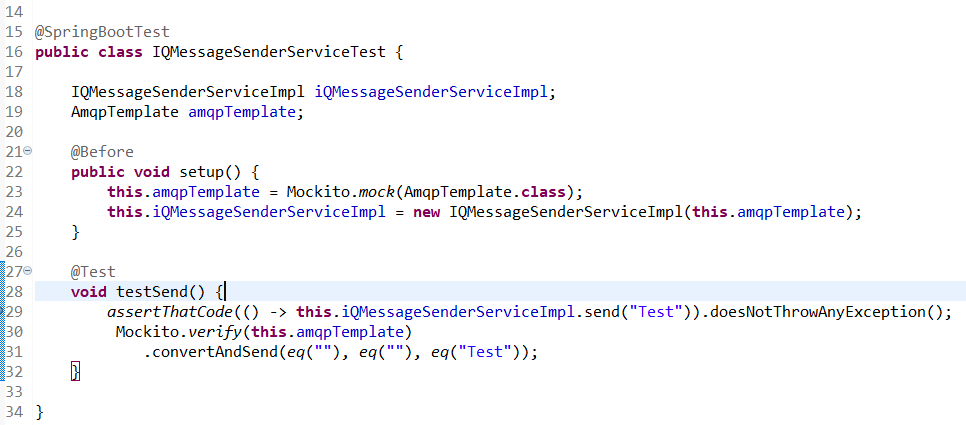 14
15 @SpringBootTest
16 public class IQMessageSenderServiceTest {
17
18     IQMessageSenderServiceImpl iQMessageSenderServiceImpl;
19     AmqpTemplate amqpTemplate;
20
21     @Before
22     public void setup() {
23         this.amqpTemplate = Mockito.mock(AmqpTemplate.class);
24         this.iQMessageSenderServiceImpl = new IQMessageSenderServiceImpl(this.amqpTemplate);
25     }
26
27     @Test
28     void testSend() {
29         assertThatCode(() -> this.iQMessageSenderServiceImpl.send("Test")).doesNotThrowAnyException();
30          Mockito.verify(this.amqpTemplate)
31             .convertAndSend(eq(""), eq(""), eq("Test"));
32     }
33
34 }